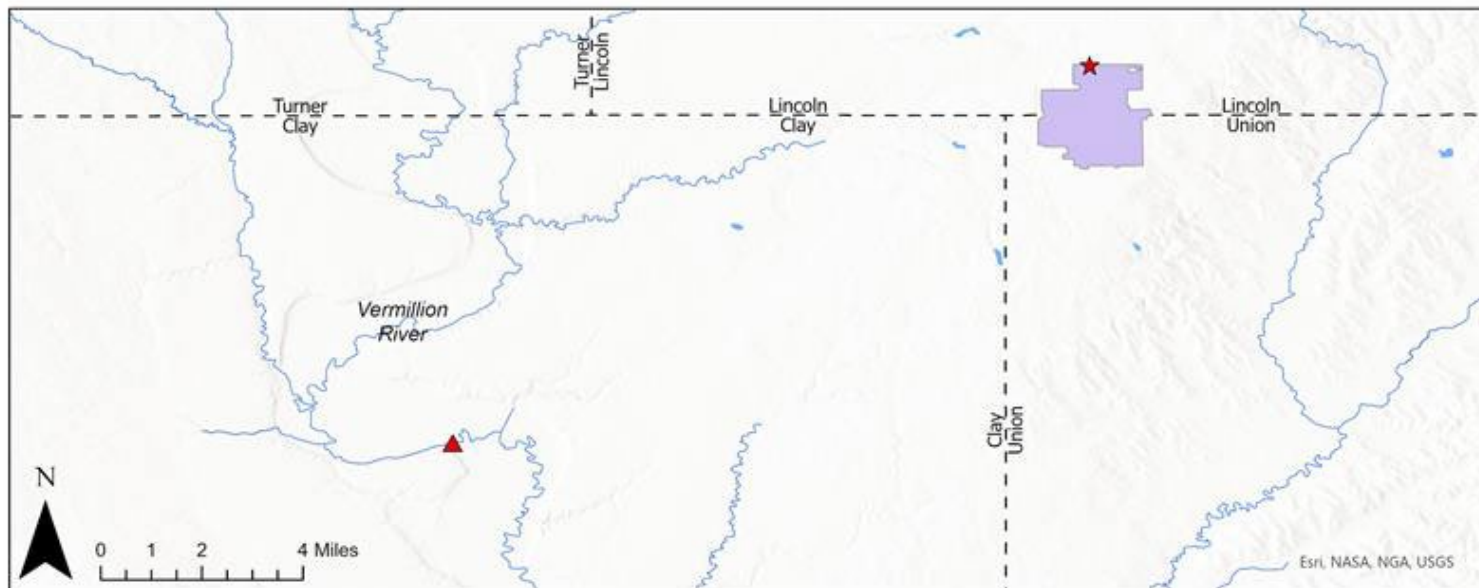 Turner
Lincoln
Turner
Clay
Lincoln
Clay
Lincoln
Union
Vermillion
River
Clay
Union
N
0 1 2 4 Miles
Esri, NASA, NGA, USGS